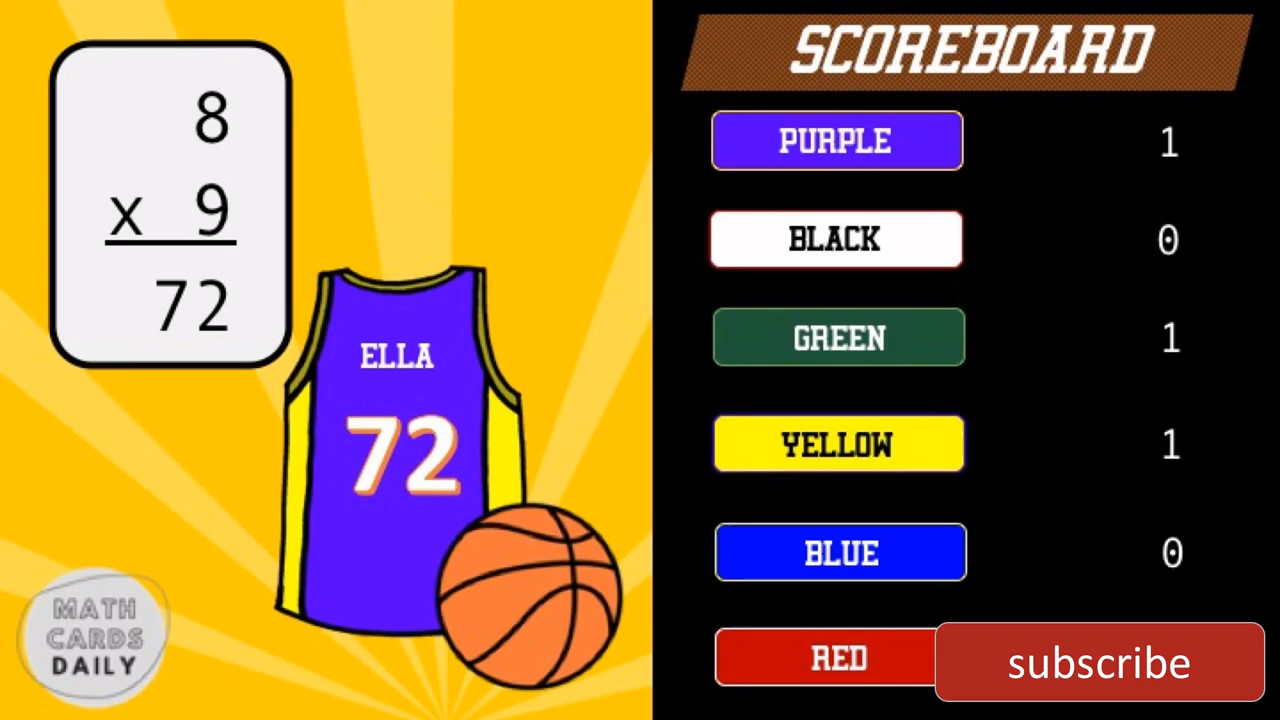 8
x 9
72
ELLA
72
MATH
CARDS
DAILY
SCOREBOARD
PURPLE 1
BLACK 0
GREEN 1
YELLOW 1
BLUE 0
RED
subscribe